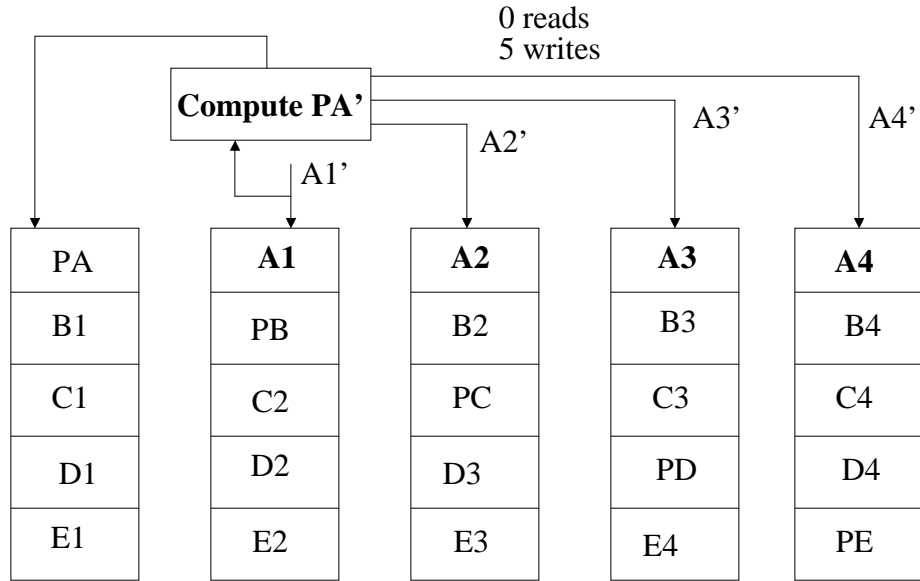 0 reads
5 writes
Compute PA’
A1’
A2’
A3’
A4’
PA A1 A2 A3 A4
B1 PB B2 B3 B4
C1 C2 PC C3 C4
D1 D2 D3 PD D4
E1 E2 E3 E4 PE